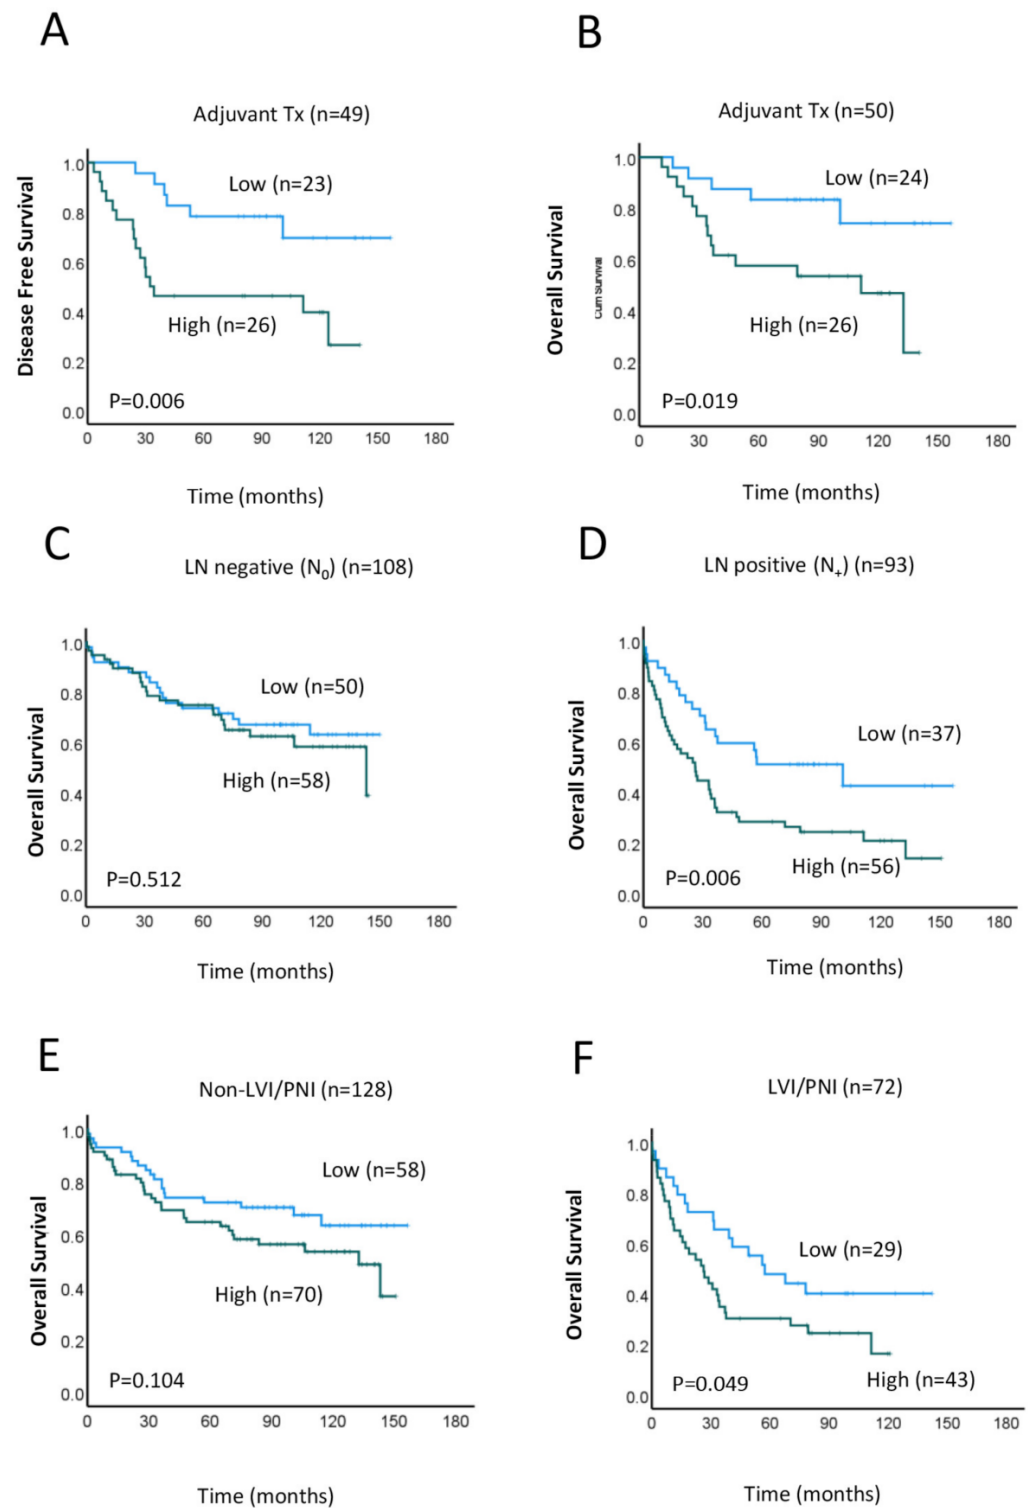 A
Adjuvant Tx (n=49)
Disease Free Survival
1.0
0.8
0.6
0.4
0.2
0.0
Low (n=23)
High (n=26)
P=0.006
0 30 60 90 120 150 180
Time (months)
B
Adjuvant Tx (n=50)
Overall Survival
Cum Survival
1.0
0.8
0.6
0.4
0.2
0.0
Low (n=24)
High (n=26)
P=0.019
0 30 60 90 120 150 180
Time (months)
C
LN negative (N₀) (n=108)
Overall Survival
1.0
0.8
0.6
0.4
0.2
0.0
Low (n=50)
High (n=58)
P=0.512
0 30 60 90 120 150 180
Time (months)
D
LN positive (N₊) (n=93)
Overall Survival
1.0
0.8
0.6
0.4
0.2
0.0
Low (n=37)
High (n=56)
P=0.006
0 30 60 90 120 150 180
Time (months)
E
Non-LVI/PNI (n=128)
Overall Survival
1.0
0.8
0.6
0.4
0.2
0.0
Low (n=58)
High (n=70)
P=0.104
0 30 60 90 120 150 180
Time (months)
F
LVI/PNI (n=72)
Overall Survival
1.0
0.8
0.6
0.4
0.2
0.0
Low (n=29)
High (n=43)
P=0.049
0 30 60 90 120 150 180
Time (months)